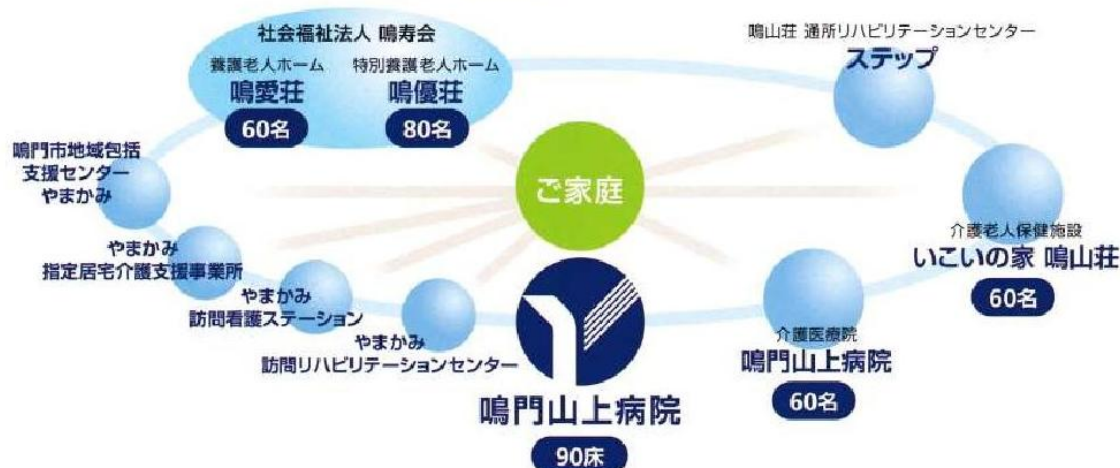 社会福祉法人 鳴寿会
養護老人ホーム
鳴愛荘
60名
特別養護老人ホーム
鳴優荘
80名
鳴山荘 通所リハビリテーションセンター
ステップ
鳴門市地域包括
支援センター
やまかみ
ご家庭
やまかみ
指定居宅介護支援事業所
介護老人保健施設
いこいの家 鳴山荘
60名
やまかみ
訪問看護ステーション
やまかみ
訪問リハビリテーションセンター
鳴門山上病院
90床
介護医療院
鳴門山上病院
60名